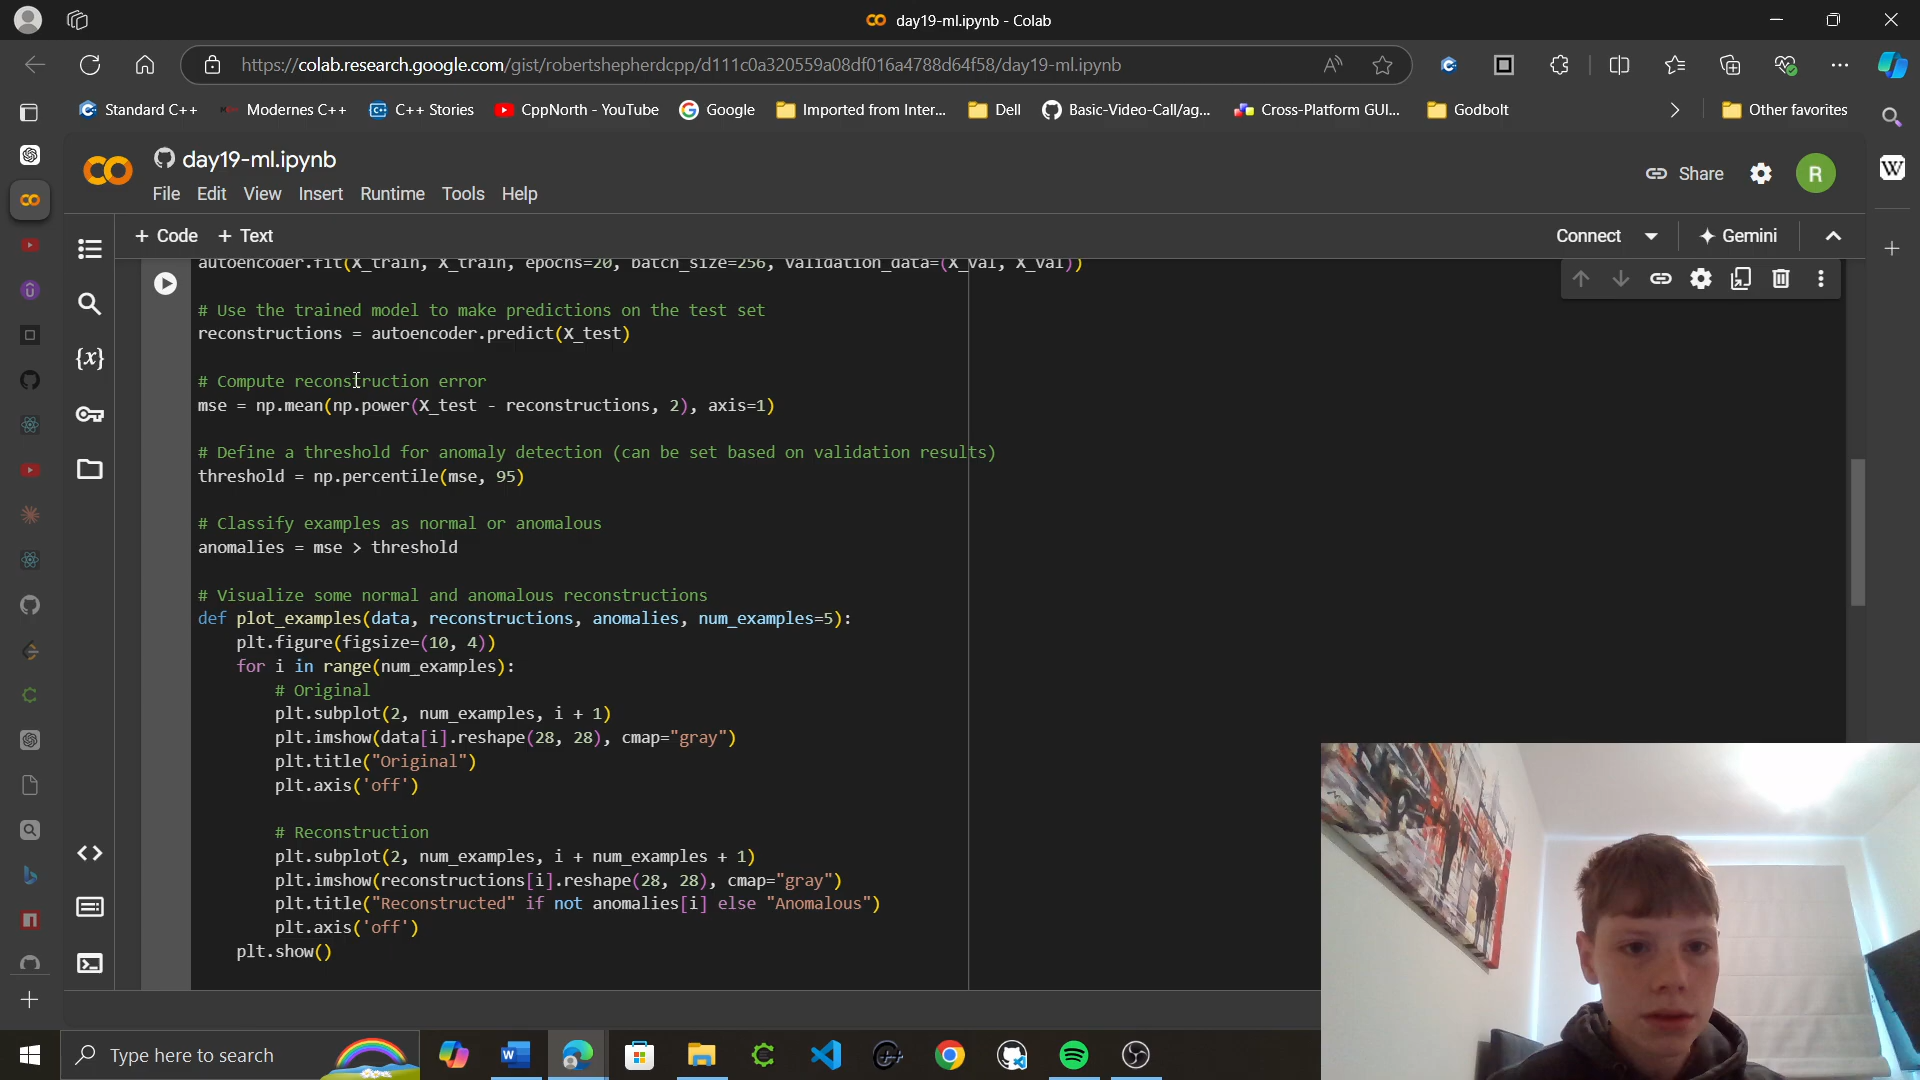 day19-ml.ipynb - Colab
https://colab.research.google.com/gist/robertshepherdcpp/d111c0a320559a08df016a4788d64f58/day19-ml.ipynb
Standard C++
Modernes C++
C++ Stories
CppNorth - YouTube
Google
Imported from Inter...
Dell
Basic-Video-Call/ag...
Cross-Platform GUI...
Godbolt
Other favorites
day19-ml.ipynb
File Edit View Insert Runtime Tools Help
Share
R
+ Code + Text
Connect
Gemini
autoencoder.fit(X_train, X_train, epochs=20, batch_size=256, validation_data=(X_val, X_val))
# Use the trained model to make predictions on the test set
reconstructions = autoencoder.predict(X_test)
# Compute reconstruction error
mse = np.mean(np.power(X_test - reconstructions, 2), axis=1)
# Define a threshold for anomaly detection (can be set based on validation results)
threshold = np.percentile(mse, 95)
# Classify examples as normal or anomalous
anomalies = mse > threshold
# Visualize some normal and anomalous reconstructions
def plot_examples(data, reconstructions, anomalies, num_examples=5):
plt.figure(figsize=(10, 4))
for i in range(num_examples):
# Original
plt.subplot(2, num_examples, i + 1)
plt.imshow(data[i].reshape(28, 28), cmap="gray")
plt.title("Original")
plt.axis('off')
# Reconstruction
plt.subplot(2, num_examples, i + num_examples + 1)
plt.imshow(reconstructions[i].reshape(28, 28), cmap="gray")
plt.title("Reconstructed" if not anomalies[i] else "Anomalous")
plt.axis('off')
plt.show()
Type here to search